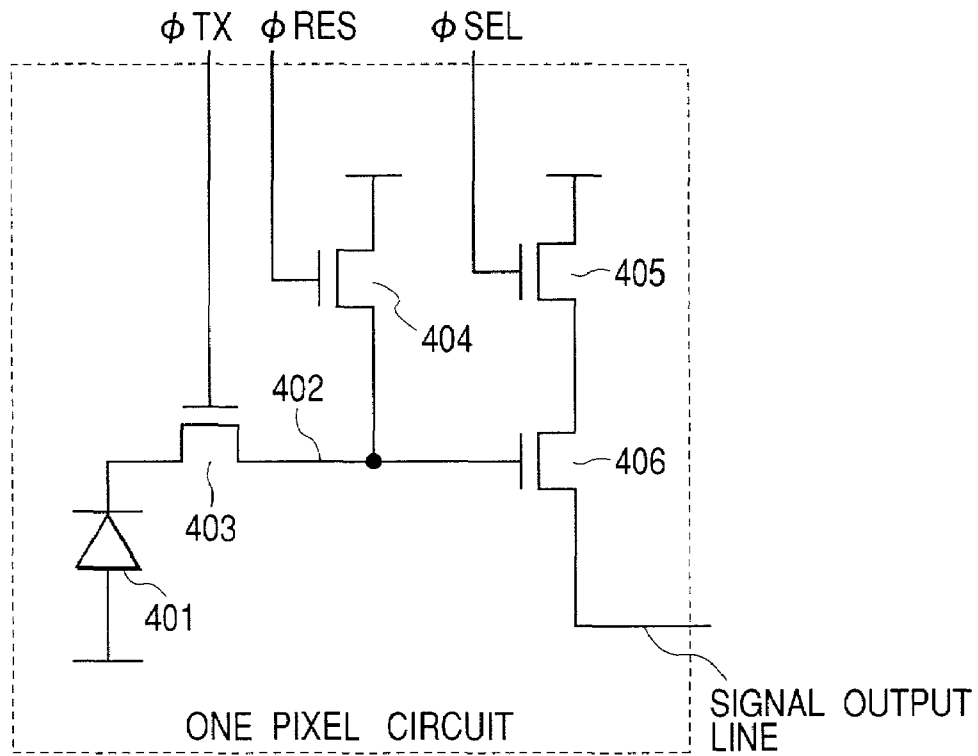 ϕTX ϕRES ϕSEL
405
404
402
406
403
401
SIGNAL OUTPUT
LINE
ONE PIXEL CIRCUIT